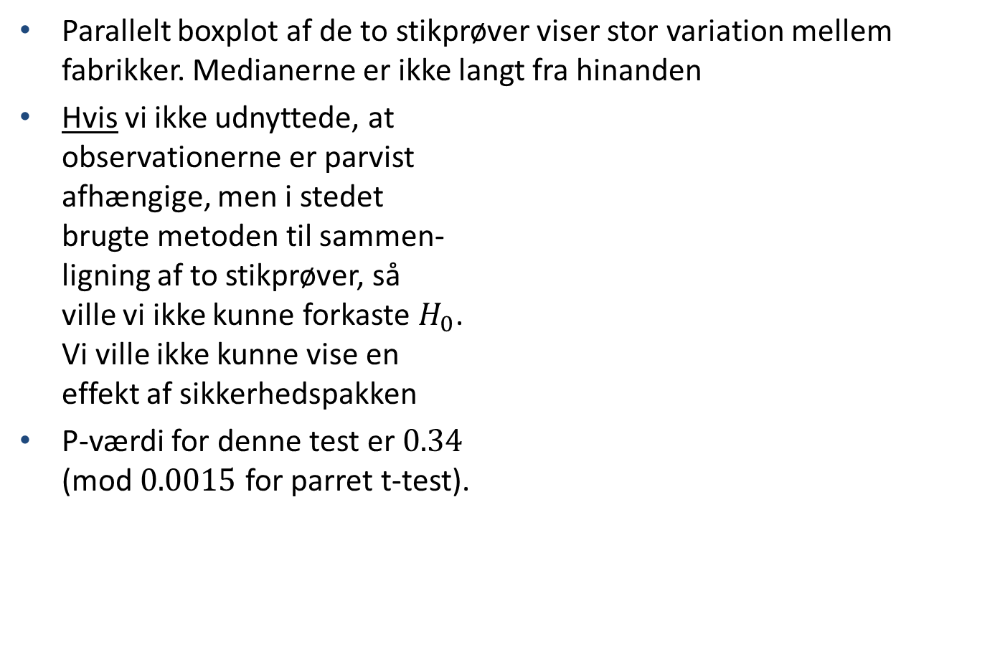 • Parallelt boxplot af de to stikprøver viser stor variation mellem
fabrikker. Medianerne er ikke langt fra hinanden
• Hvis vi ikke udnyttede, at
observationerne er parvist
afhængige, men i stedet
brugte metoden til sammen-
ligning af to stikprøver, så
ville vi ikke kunne forkaste H₀.
Vi ville ikke kunne vise en
effekt af sikkerhedspakken
• P-værdi for denne test er 0.34
(mod 0.0015 for parret t-test).